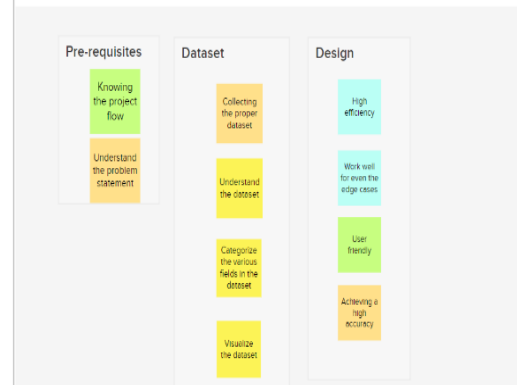 Pre-requisites
Knowing
the project
flow
Understand
the problem
statement
Dataset
Collecting
the proper
dataset
Understand
the dataset
Categorize
the various
fields in the
dataset
Visualize
the dataset
Design
High
efficiency
Work well
for even the
edge cases
User
friendly
Achieving a
high
accuracy